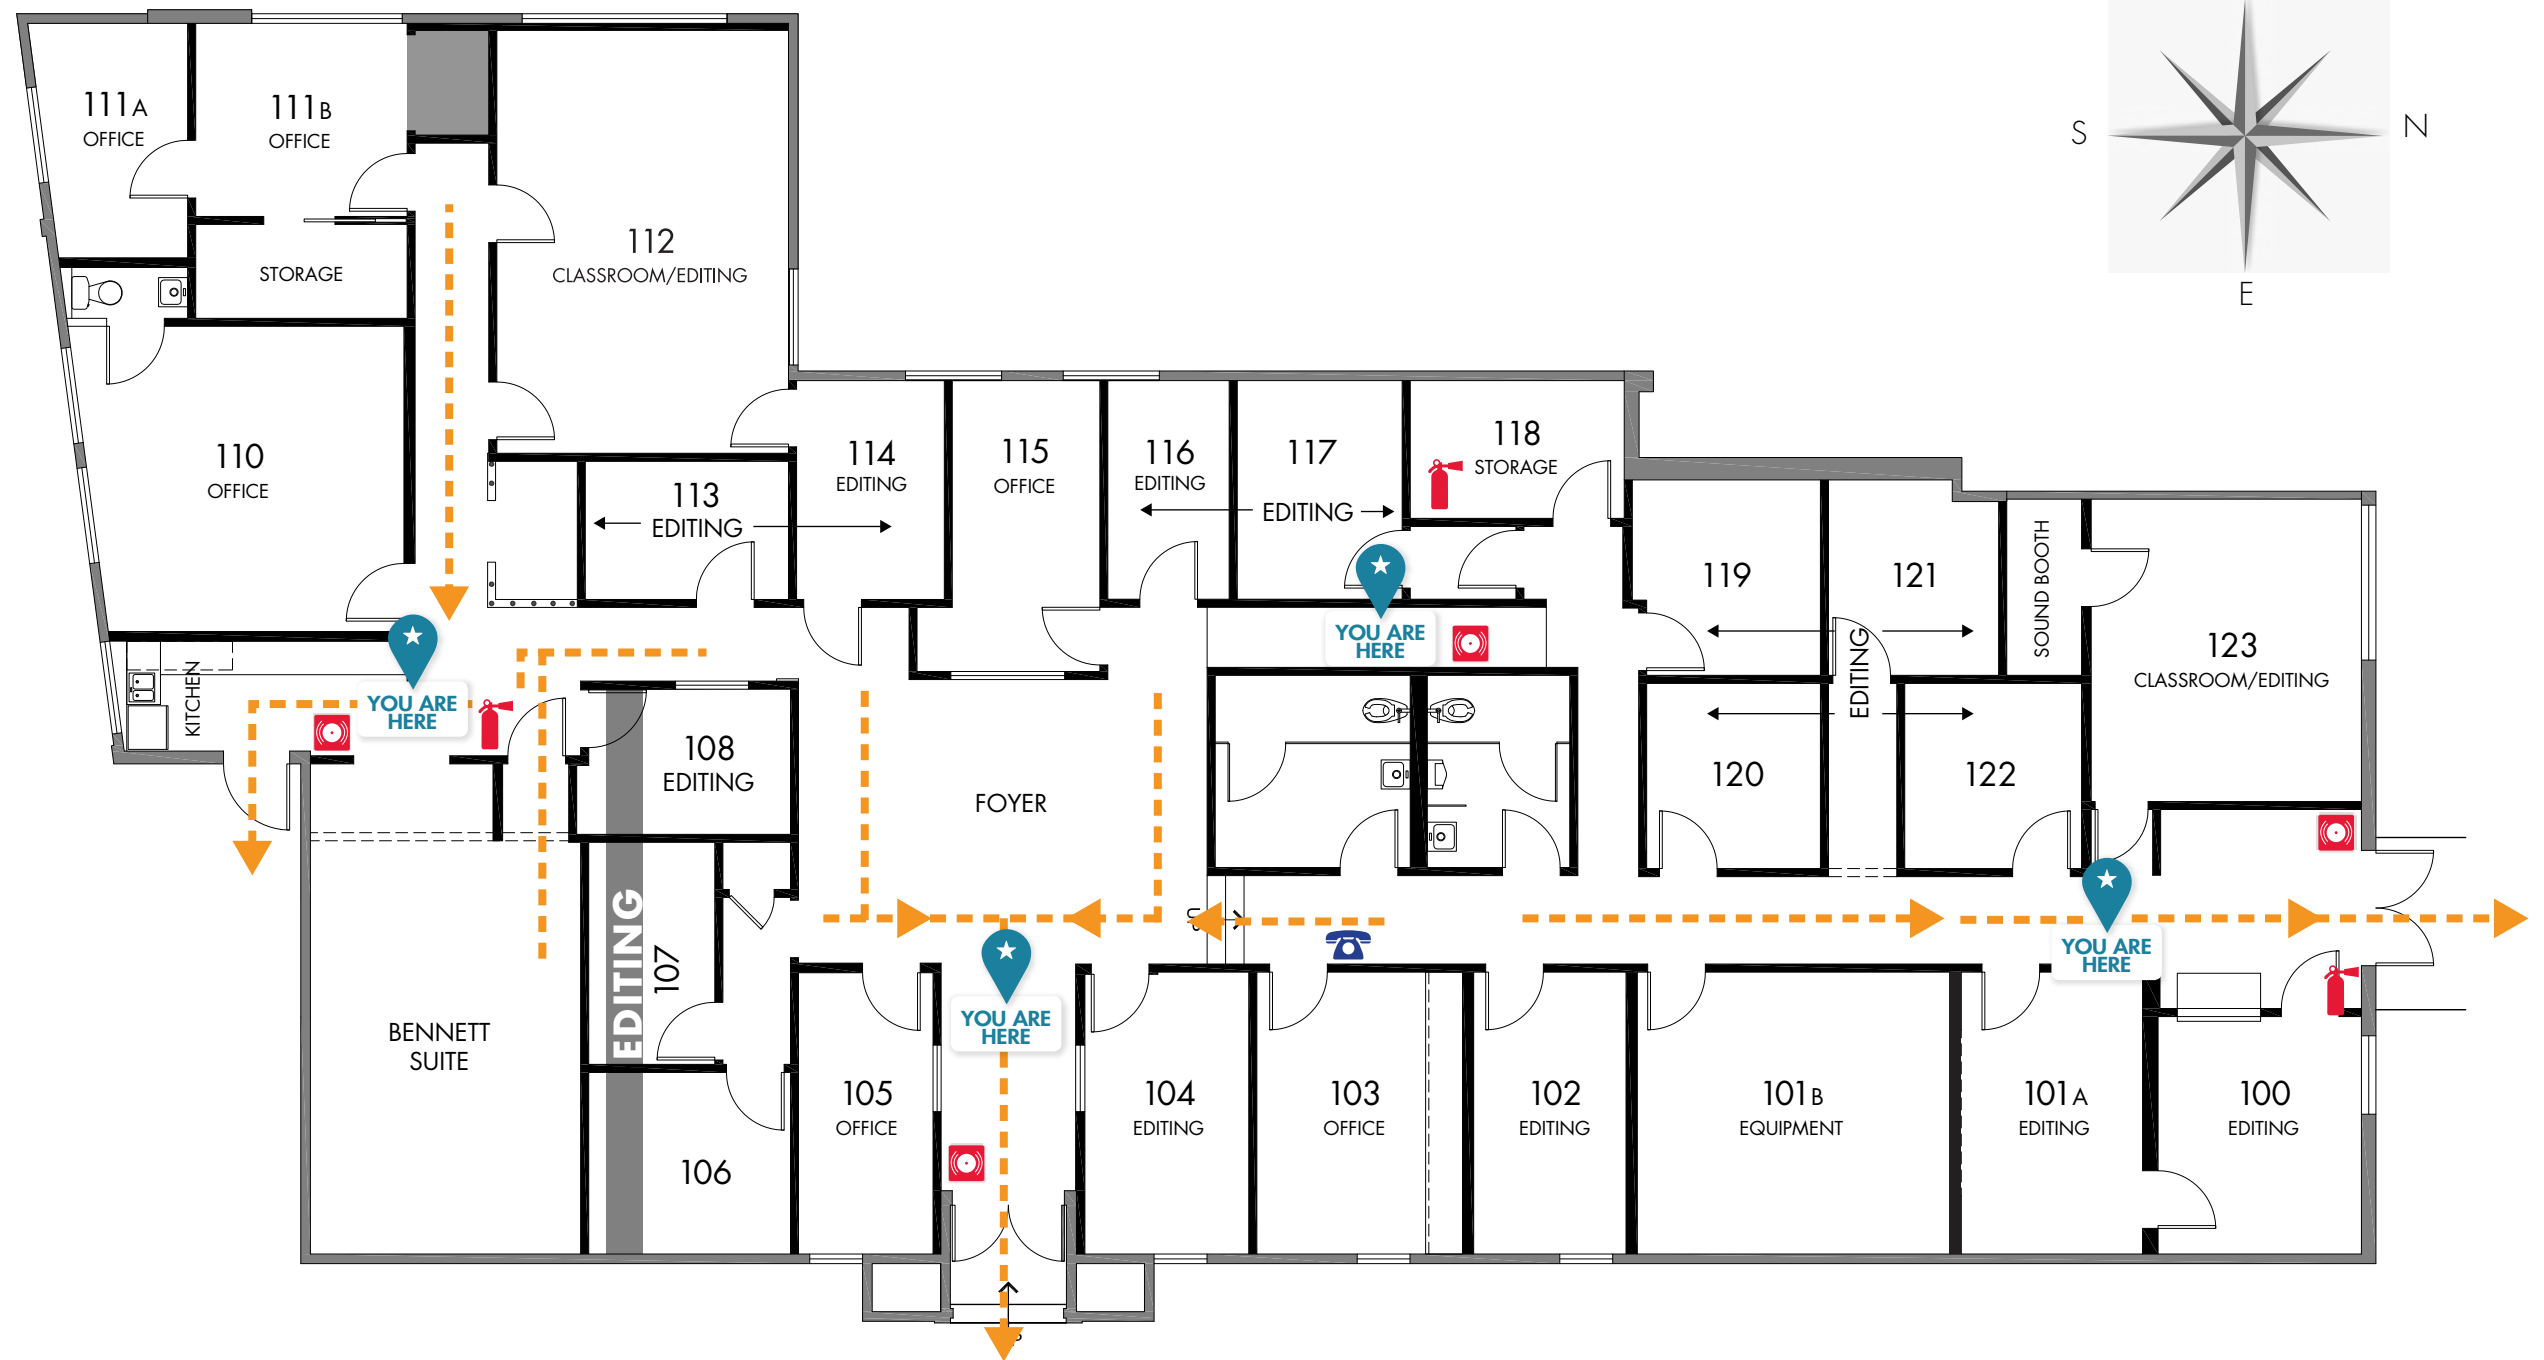 111A
OFFICE
111B
OFFICE
STORAGE
112
CLASSROOM/EDITING
S
N
E
110
OFFICE
113
EDITING
114
EDITING
115
OFFICE
116
EDITING
117
EDITING
118
STORAGE
119
121
SOUND BOOTH
123
CLASSROOM/EDITING
EDITING
120
122
KITCHEN
YOU ARE
HERE
YOU ARE
HERE
108
EDITING
FOYER
EDITING
107
YOU ARE
HERE
YOU ARE
HERE
BENNETT
SUITE
106
105
OFFICE
104
EDITING
103
OFFICE
102
EDITING
101B
EQUIPMENT
101A
EDITING
100
EDITING